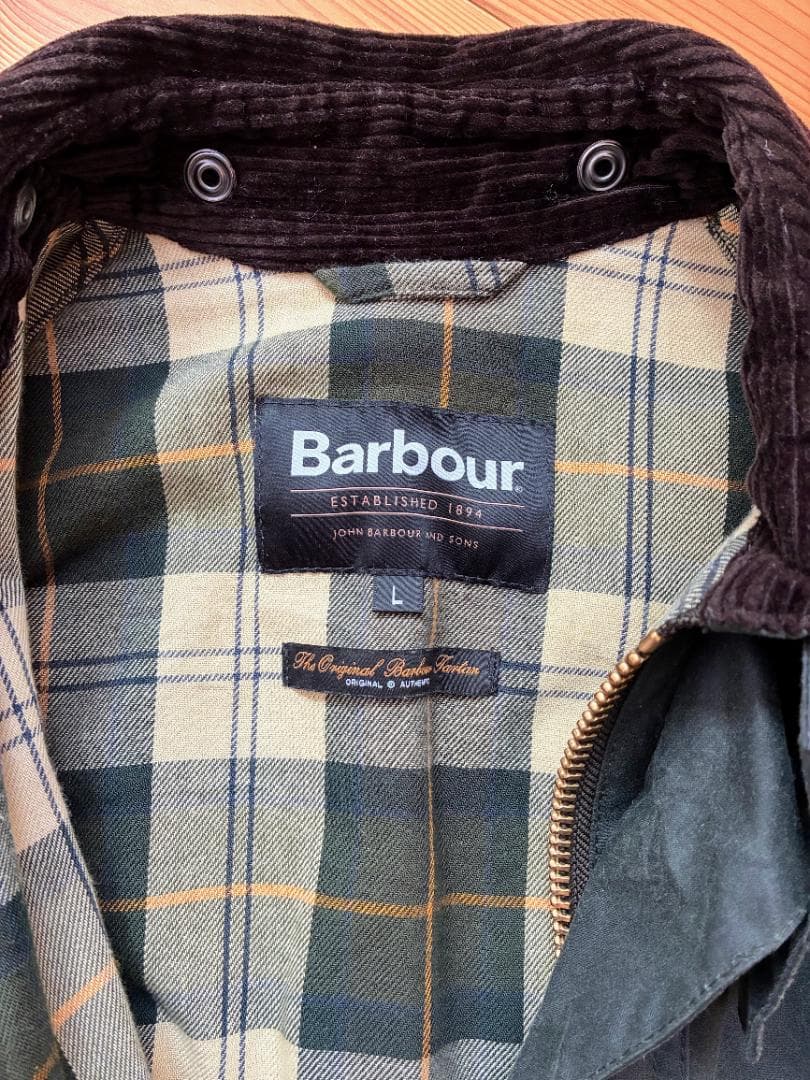 Barbour®
ESTABLISHED 1894
JOHN BARBOUR AND SONS
L
The Original Barbour Tartan
ORIGINAL © AUTHENTIC